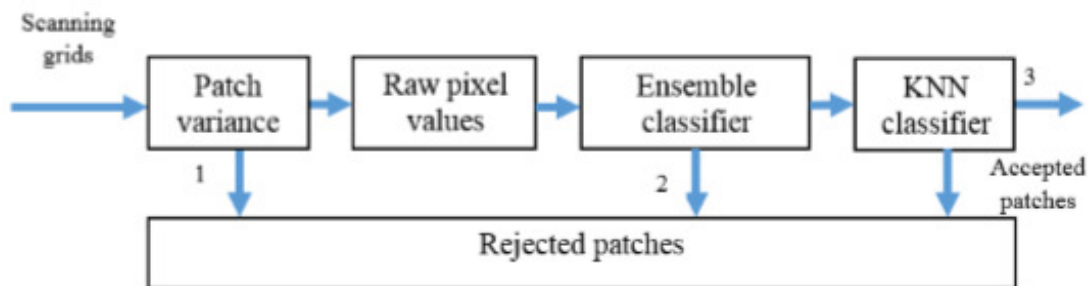 Scanning
grids
Patch
variance
Raw pixel
values
Ensemble
classifier
KNN
classifier
3
1
2
Accepted
patches
Rejected patches